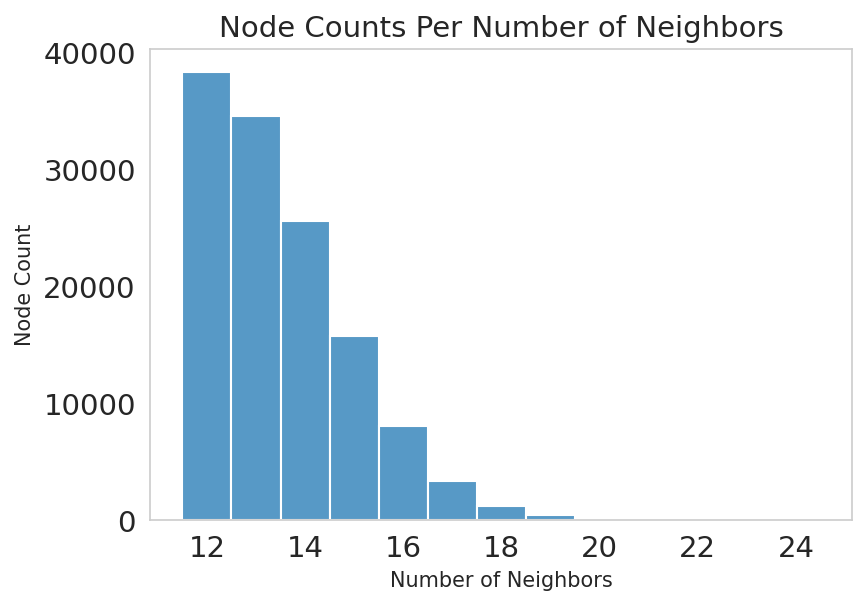 Node Counts Per Number of Neighbors
40000
30000
20000
10000
0
Node Count
12 14 16 18 20 22 24
Number of Neighbors